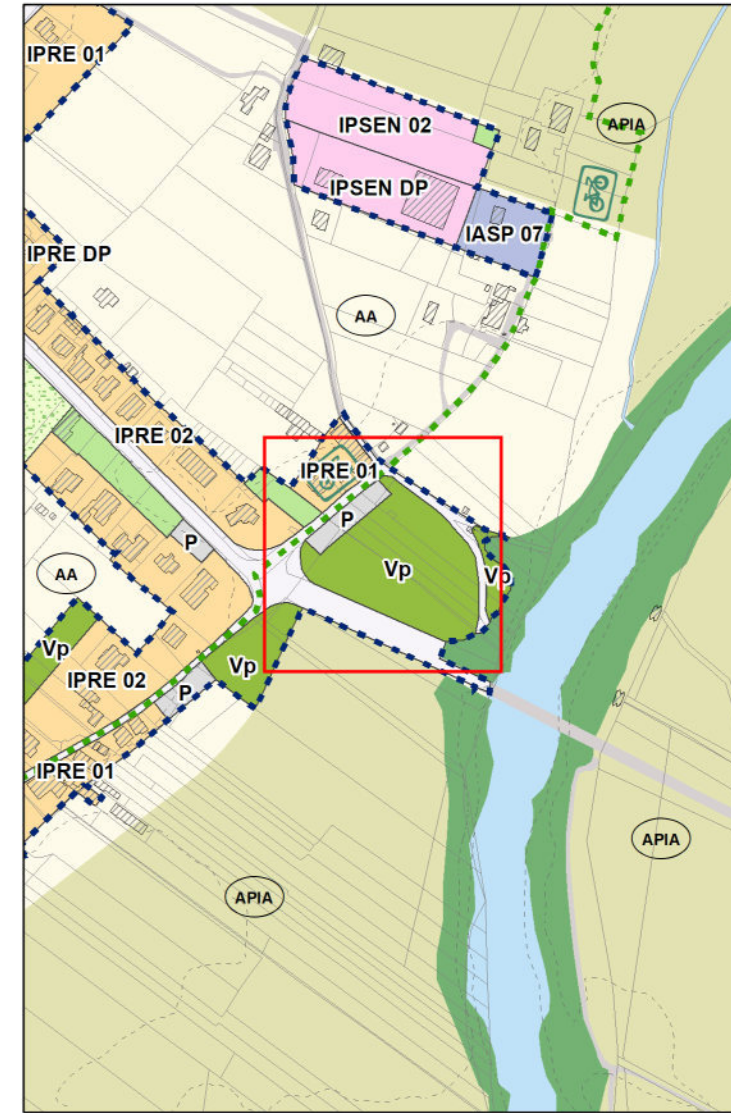 IPRE 01
IPSEN 02
APIA
IPSEN DP
IASP 07
IPRE DP
AA
IPRE 02
IPRE 01
P
P
Vp
Vp
AA
Vp
Vp
IPRE 02
P
IPRE 01
APIA
APIA